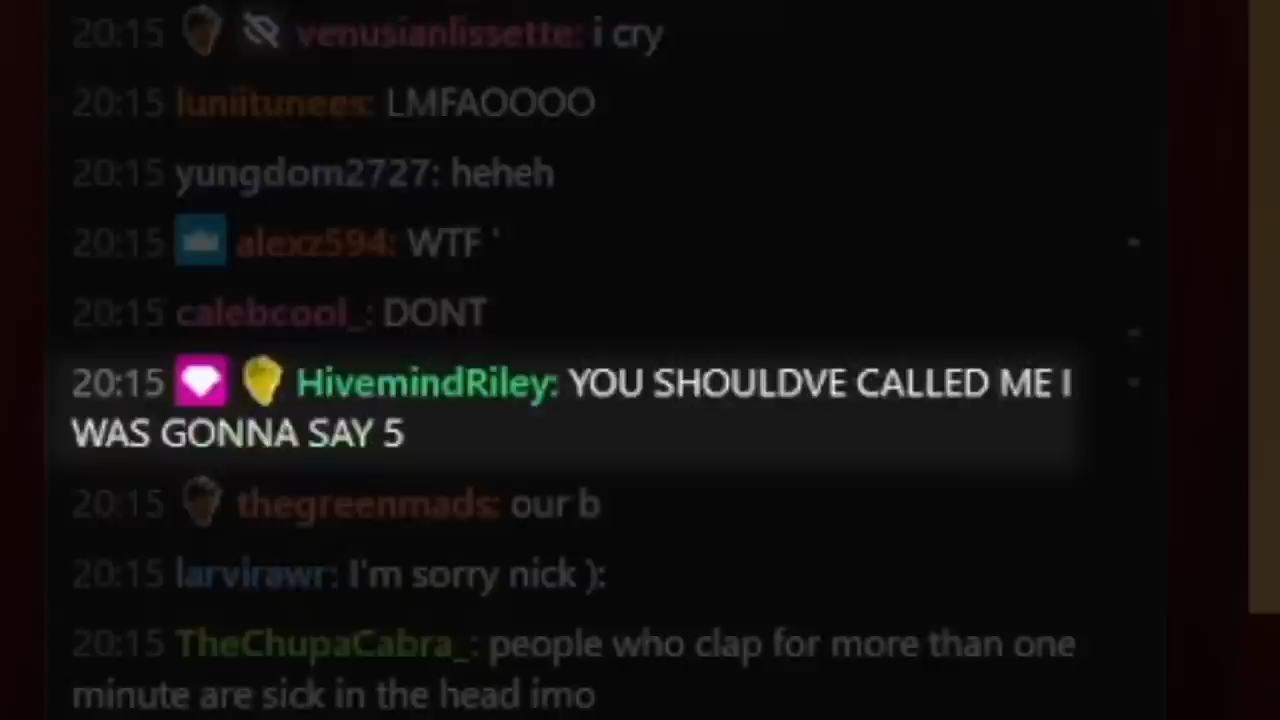 20:15 venusianlissette: i cry
20:15 luniitunees: LMFAOOOO
20:15 yungdom2727: heheh
20:15 alexz594: WTF '
20:15 calebcool_: DONT
20:15 HivemindRiley: YOU SHOULDVE CALLED ME I
WAS GONNA SAY 5
20:15 thegreenmads: our b
20:15 larvirawr: I'm sorry nick ):
20:15 TheChupaCabra_: people who clap for more than one
minute are sick in the head imo